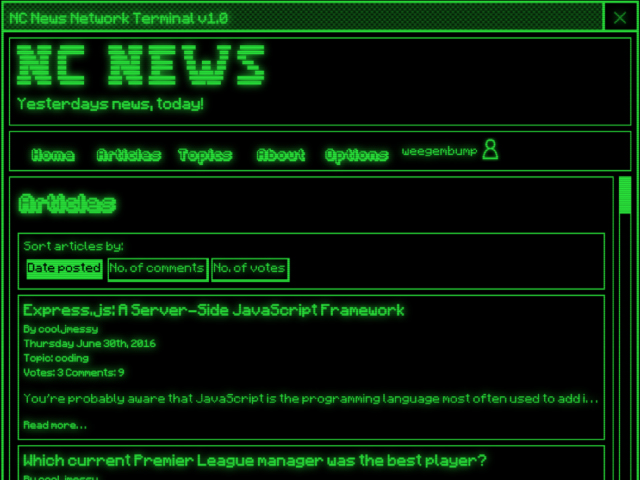 NC News Network Terminal v1.0
NC NEWS
Yesterdays news, today!
Home Articles Topics About Options weegembump
Articles
Sort articles by:
Date posted No. of comments No. of votes
Express.js: A Server-Side JavaScript Framework
By cooljmessy
Thursday June 30th, 2016
Topic: coding
Votes: 3 Comments: 9
You're probably aware that JavaScript is the programming language most often used to add i...
Read more...
Which current Premier League manager was the best player?
By cooljmessy